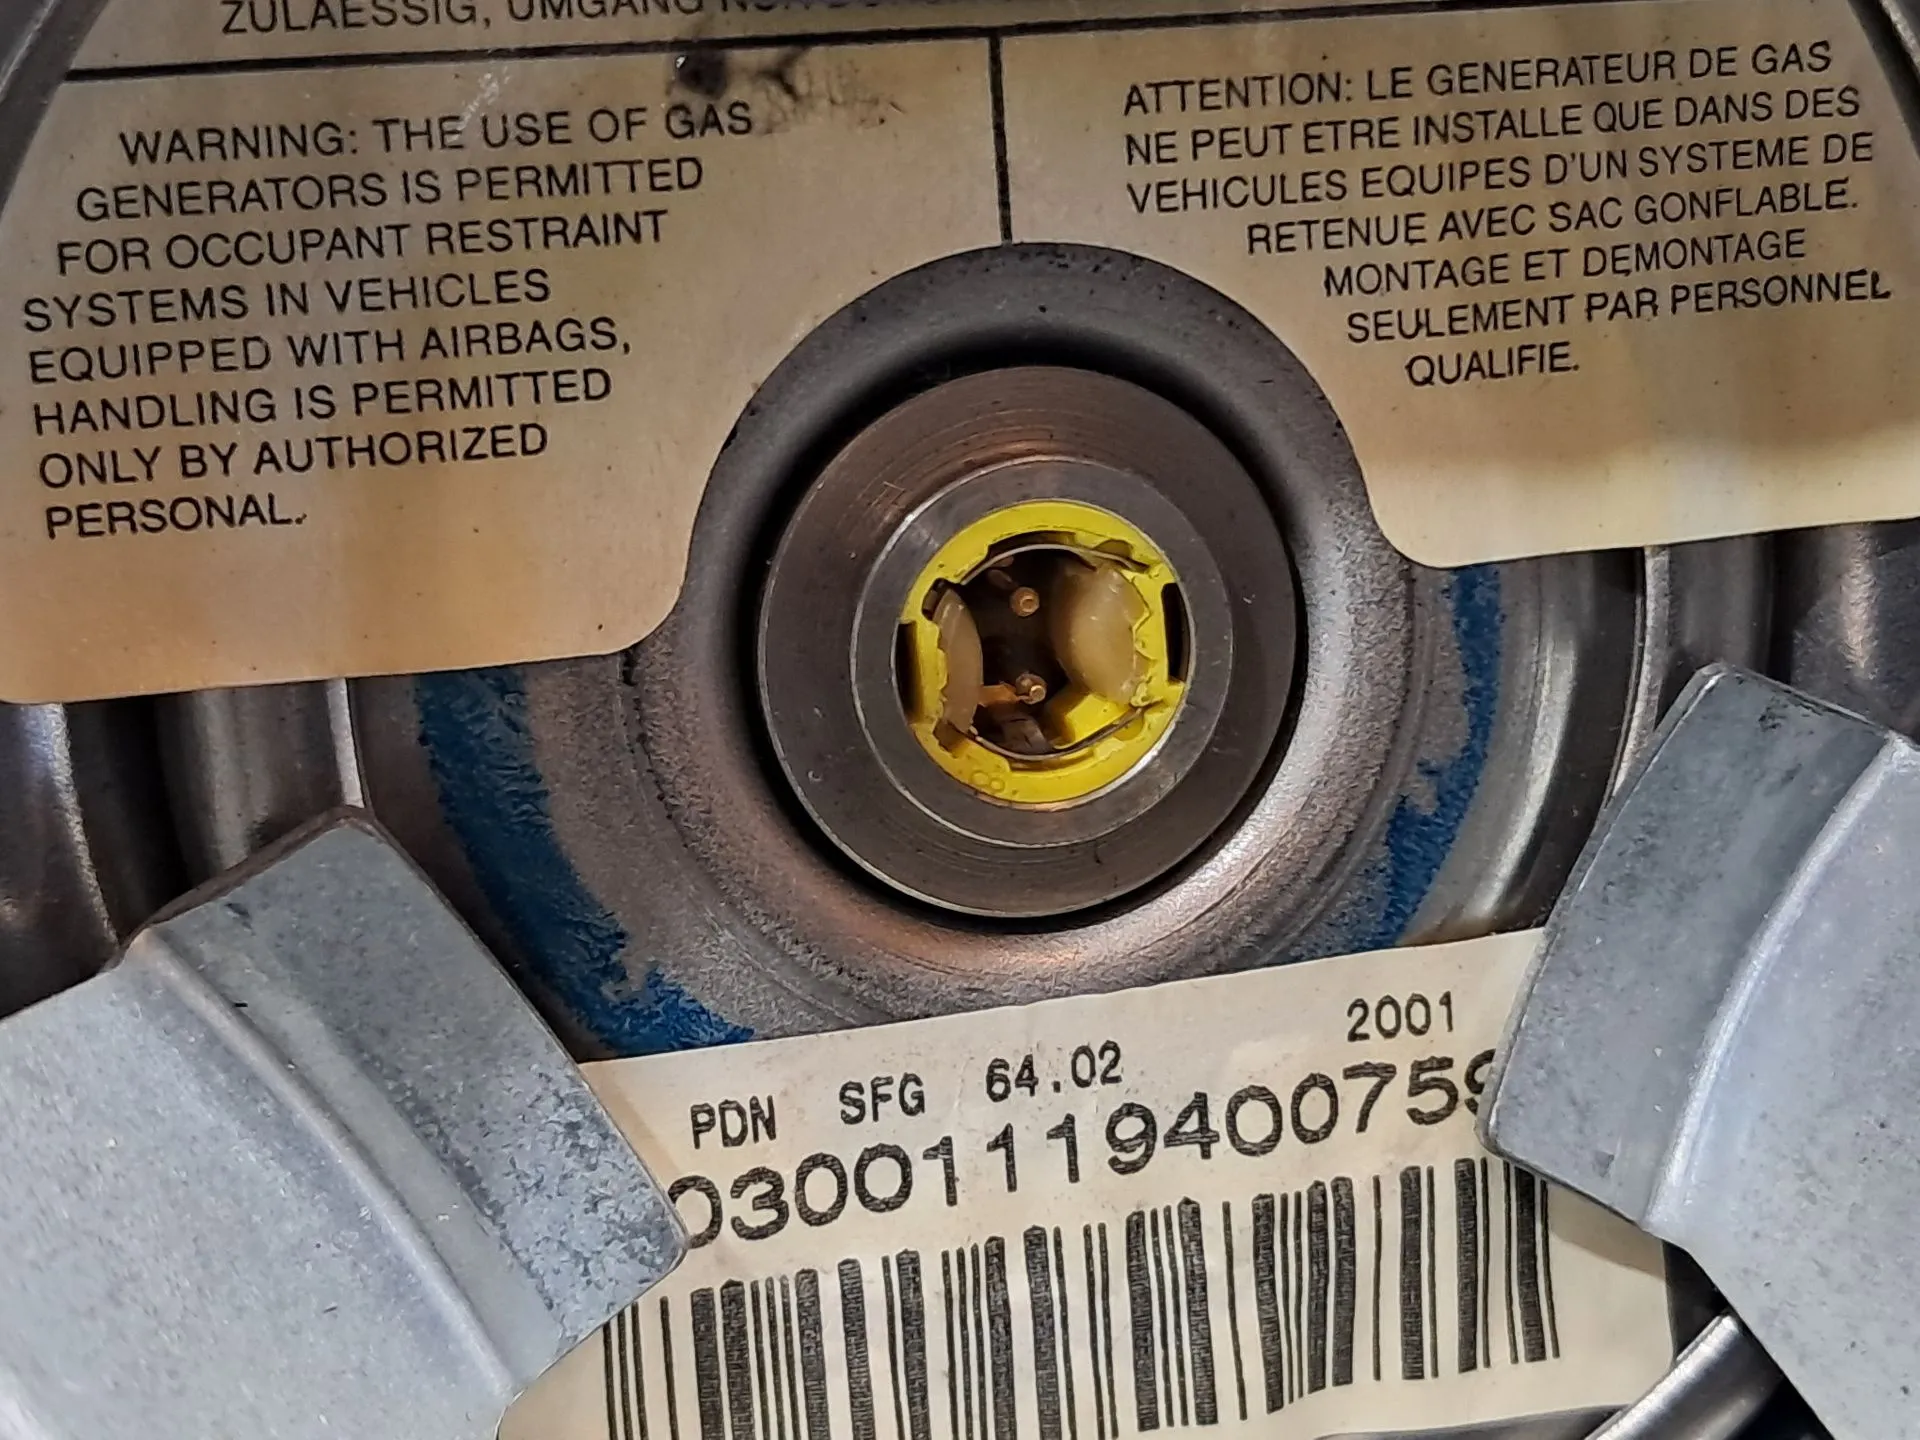 ZULAESSIG, UMGANG
WARNING: THE USE OF GAS
GENERATORS IS PERMITTED
FOR OCCUPANT RESTRAINT
SYSTEMS IN VEHICLES
EQUIPPED WITH AIRBAGS,
HANDLING IS PERMITTED
ONLY BY AUTHORIZED
PERSONAL.
ATTENTION: LE GENERATEUR DE GAS
NE PEUT ETRE INSTALLE QUE DANS DES
VEHICULES EQUIPES D'UN SYSTEME DE
RETENUE AVEC SAC GONFLABLE.
MONTAGE ET DEMONTAGE
SEULEMENT PAR PERSONNEL
QUALIFIE.
PDN SFG 64.02 2001
0300111940075